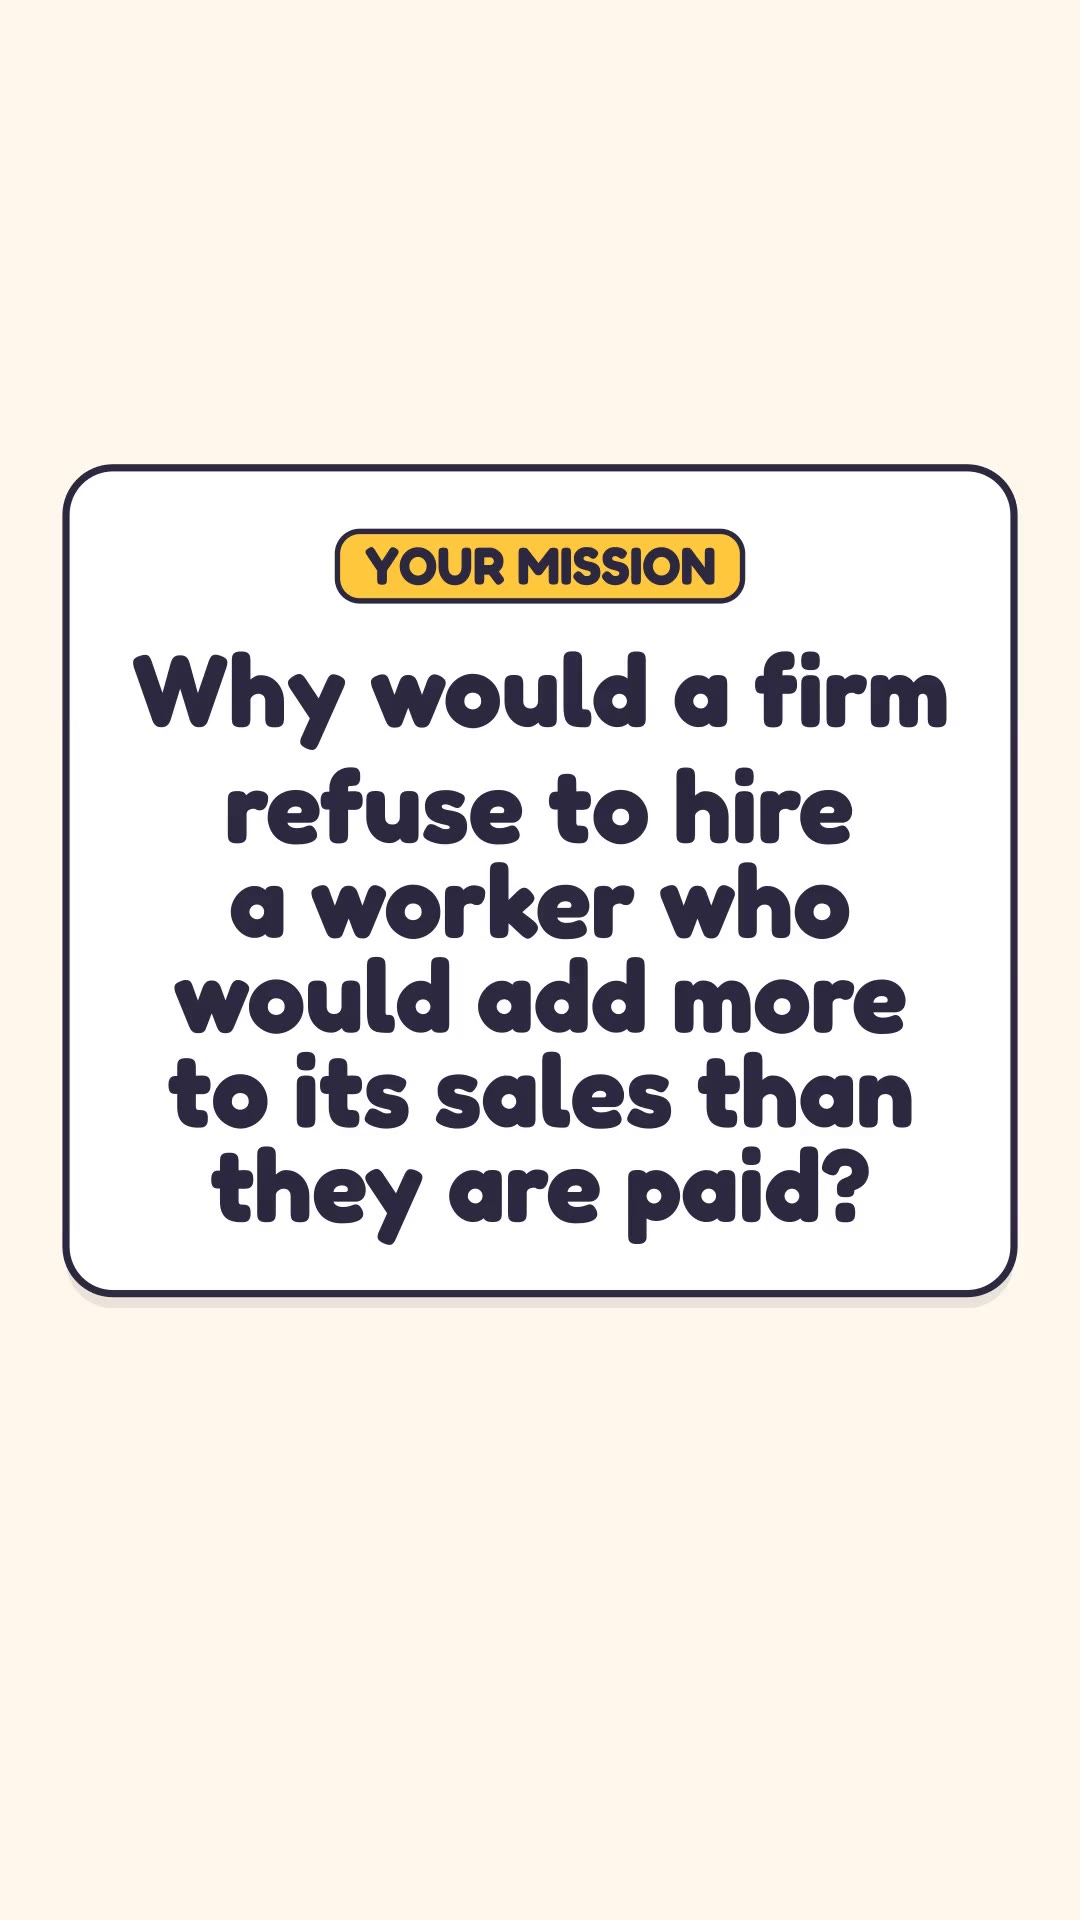 YOUR MISSION
Why would a firm
refuse to hire
a worker who
would add more
to its sales than
they are paid?